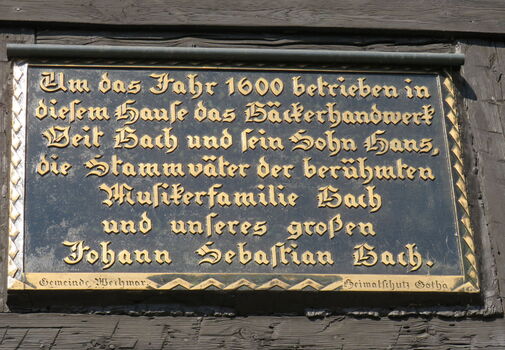 Um das Jahr 1600 betrieben in
diesem Hause das Bäckerhandwerk
Veit Bach und sein Sohn Hans,
die Stammväter der berühmten
Musikerfamilie Bach
und unseres großen
Johann Sebastian Bach.
Gemeinde Wechmar. Heimatschutz Gotha.